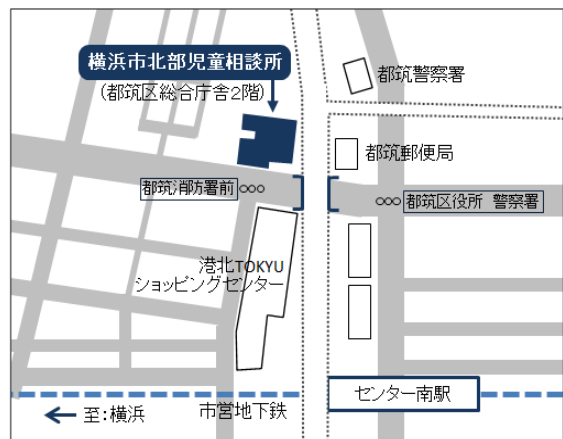 横浜市北部児童相談所
(都筑区総合庁舎2階)
都筑警察署
都筑郵便局
都筑消防署前
都筑区役所 警察署
港北TOKYU
ショッピングセンター
センター南駅
至:横浜
市営地下鉄